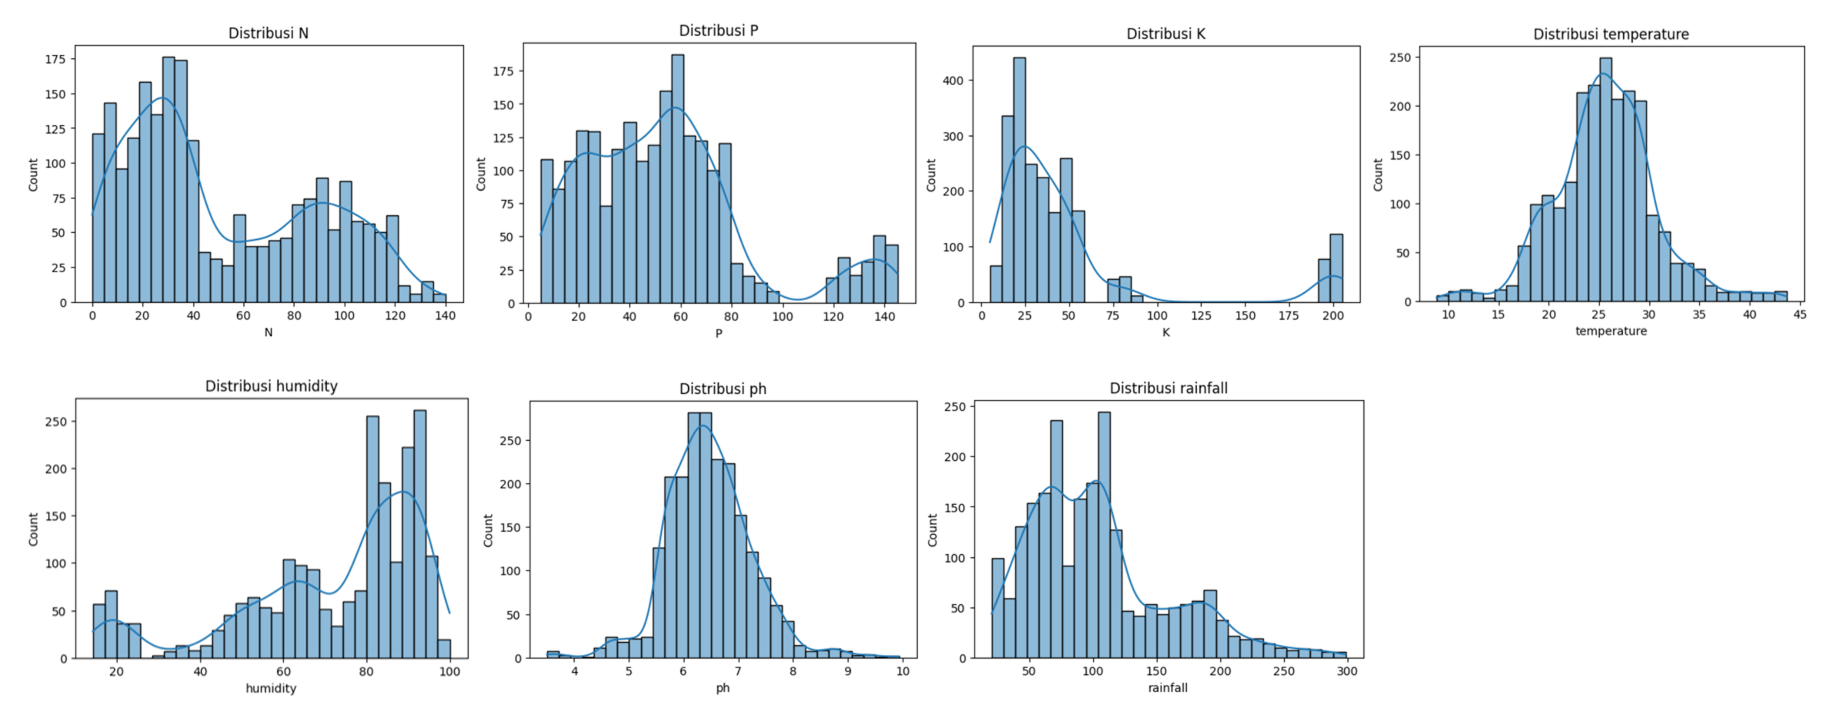 Distribusi N
175
150
125
100
75
50
25
0
Count
0 20 40 60 80 100 120 140
N
Distribusi P
175
150
125
100
75
50
25
0
Count
0 20 40 60 80 100 120 140
P
Distribusi K
400
300
200
100
0
Count
0 25 50 75 100 125 150 175 200
K
Distribusi temperature
250
200
150
100
50
0
Count
10 15 20 25 30 35 40 45
temperature
Distribusi humidity
250
200
150
100
50
0
Count
20 40 60 80 100
humidity
Distribusi ph
250
200
150
100
50
0
Count
4 5 6 7 8 9 10
ph
Distribusi rainfall
250
200
150
100
50
0
Count
50 100 150 200 250 300
rainfall